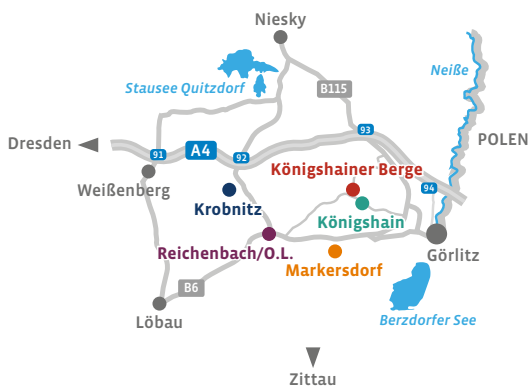 Niesky
Neiße
Stausee Quitzdorf
B115
93
Dresden
POLEN
91
A4
92
Königshainer Berge
94
Weißenberg
Krobnitz
Königshain
Reichenbach/O.L.
Görlitz
Markersdorf
B6
Löbau
Berzdorfer See
Zittau